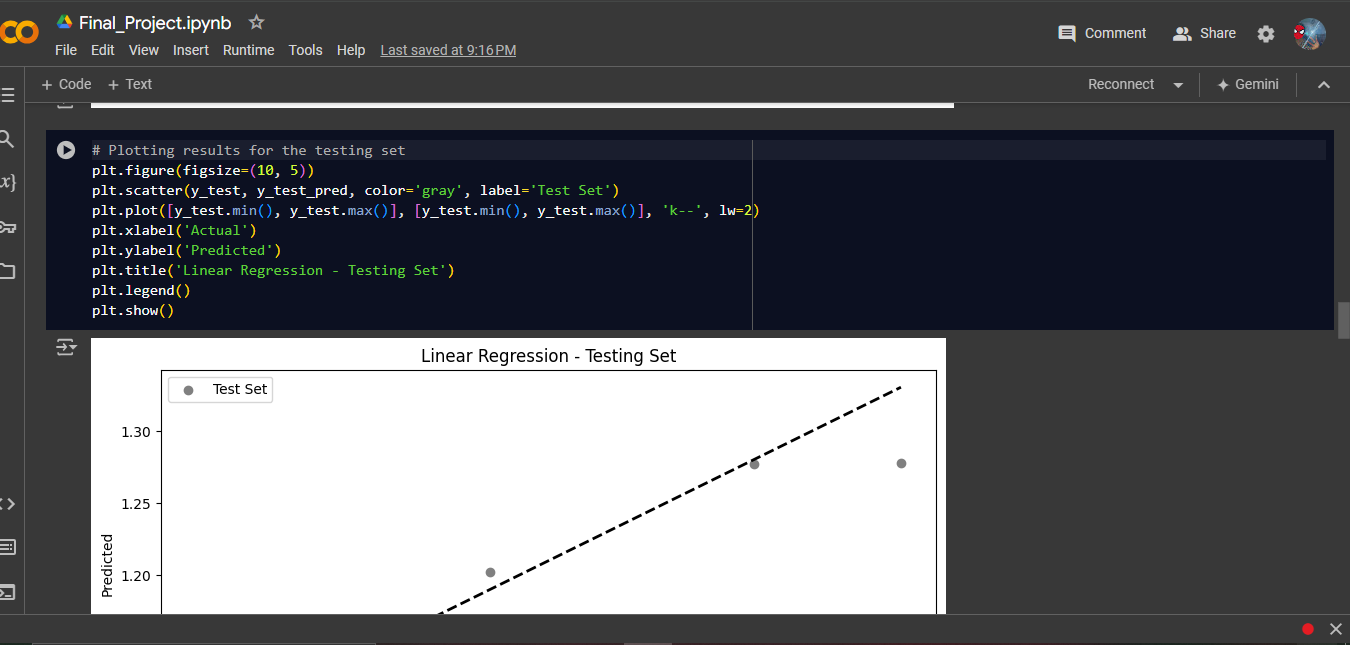 Final_Project.ipynb
Comment
Share
File Edit View Insert Runtime Tools Help Last saved at 9:16 PM
+ Code + Text
Reconnect
Gemini
# Plotting results for the testing set
plt.figure(figsize=(10, 5))
plt.scatter(y_test, y_test_pred, color='gray', label='Test Set')
plt.plot([y_test.min(), y_test.max()], [y_test.min(), y_test.max()], 'k--', lw=2)
plt.xlabel('Actual')
plt.ylabel('Predicted')
plt.title('Linear Regression - Testing Set')
plt.legend()
plt.show()
Linear Regression - Testing Set
Test Set
1.30
1.25
1.20
Predicted